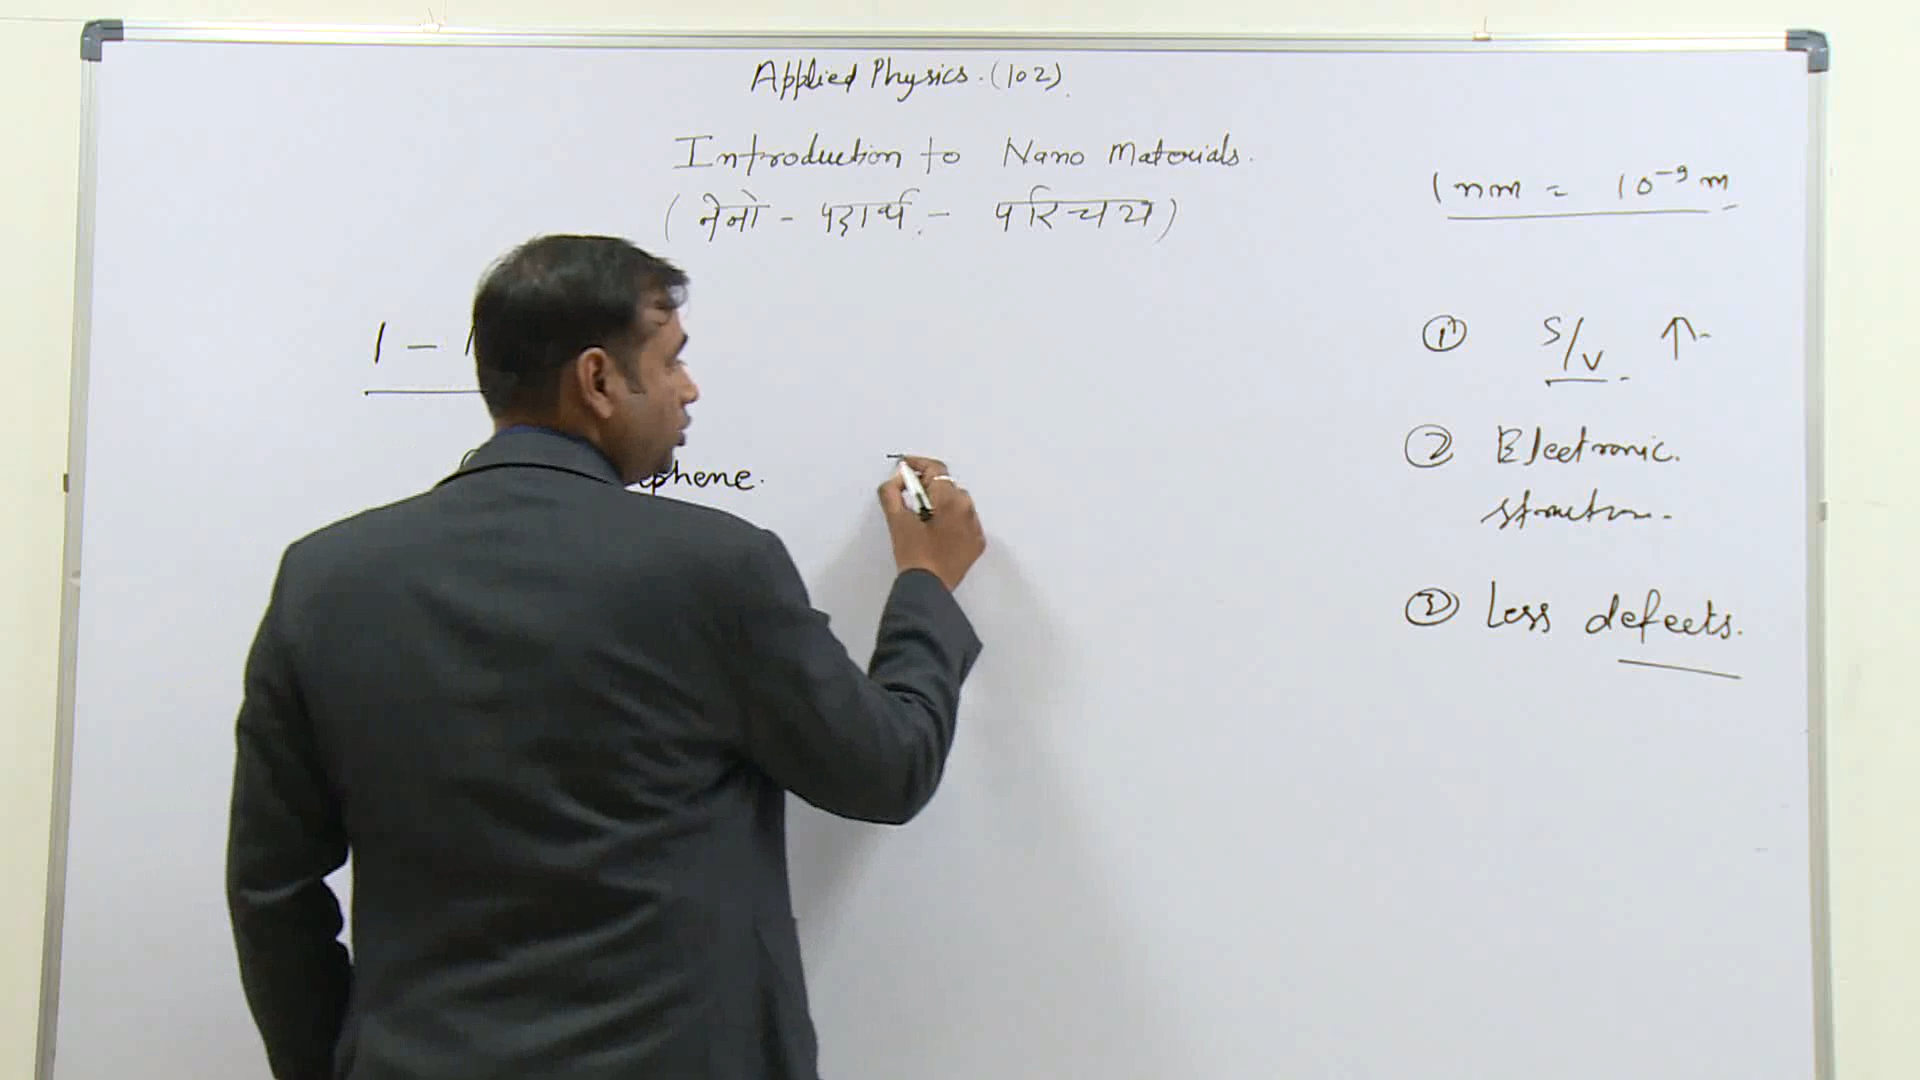 Applied Physics. (102).
Introduction to Nano Materials.
(नेनो - पदार्थ - परिचय)
1 nm = 10⁻⁹ m
1 -
① S/V ↑
② Electronic.
structure.
③ Less defects.